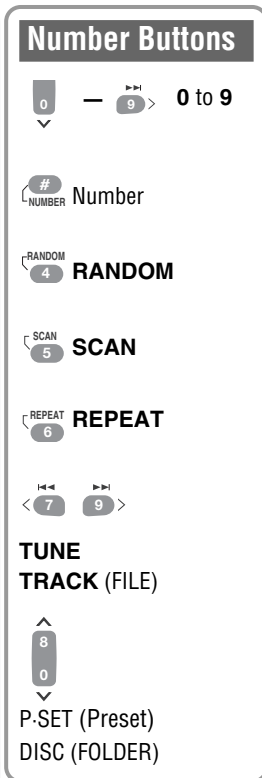 Number Buttons
0 — 9 0 to 9
# NUMBER Number
RANDOM
4 RANDOM
SCAN
5 SCAN
REPEAT
6 REPEAT
7 9
TUNE
TRACK (FILE)
8
0
P·SET (Preset)
DISC (FOLDER)